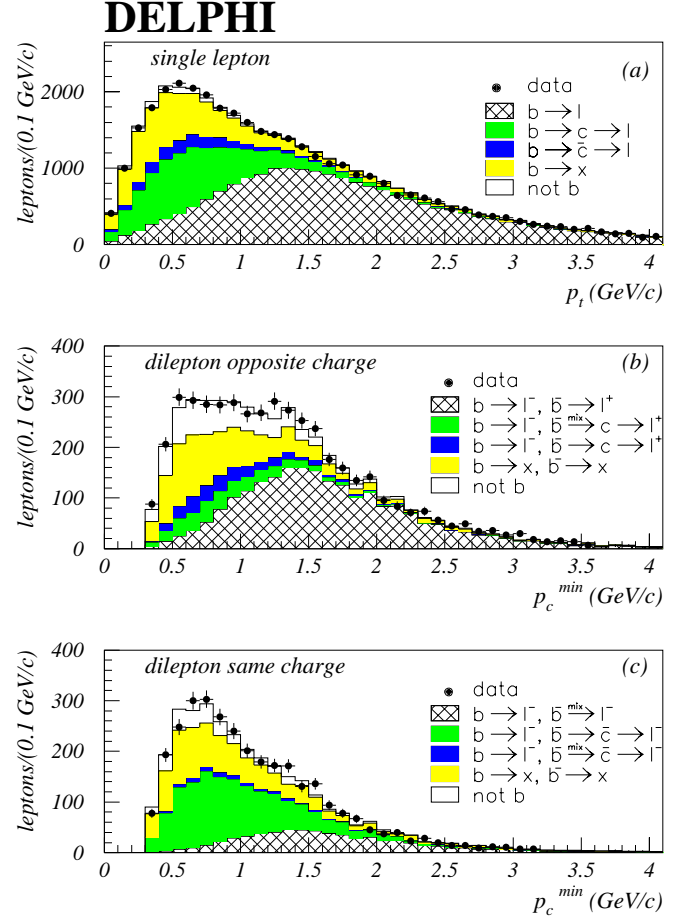 DELPHI
single lepton
(a)
data
b → l
b → c → l
b → c̄ → l
b → x
not b
leptons/(0.1 GeV/c)
2000
1000
0
0 0.5 1 1.5 2 2.5 3 3.5 4
p_t (GeV/c)
dilepton opposite charge
(b)
data
b → l⁻, b̄ → l⁺
b → l⁻, b̄ mix → c → l⁺
b → l⁻, b̄ → c → l⁺
b → x, b̄ → x
not b
leptons/(0.1 GeV/c)
400
300
200
100
0
0 0.5 1 1.5 2 2.5 3 3.5 4
p_c^min (GeV/c)
dilepton same charge
(c)
data
b → l⁻, b̄ mix → l⁻
b → l⁻, b̄ → c̄ → l⁻
b → l⁻, b̄ mix → c̄ → l⁻
b → x, b̄ → x
not b
leptons/(0.1 GeV/c)
400
300
200
100
0
0 0.5 1 1.5 2 2.5 3 3.5 4
p_c^min (GeV/c)